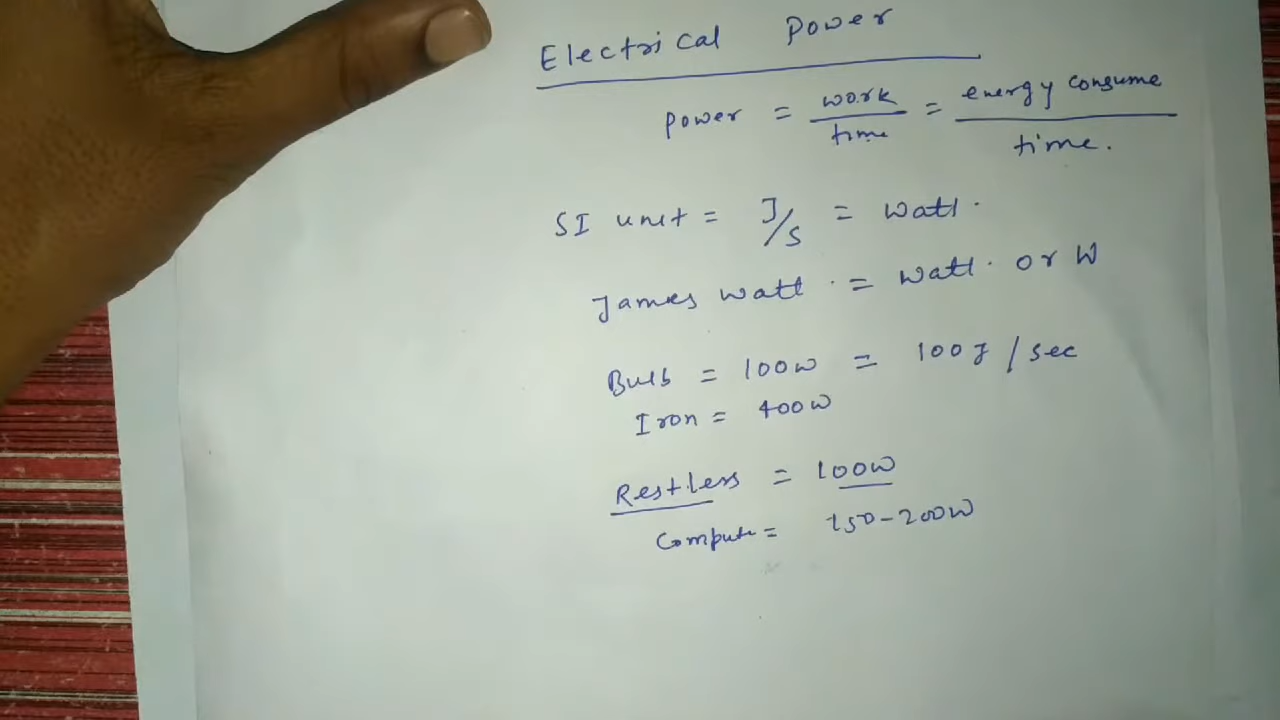 Electrical Power
power = work / time = energy consume / time.
SI unit = J/s = watt.
James watt. = watt. or W
Bulb = 100W = 100J / sec
Iron = 400W
Restless = 100W
Compute = 150-200W